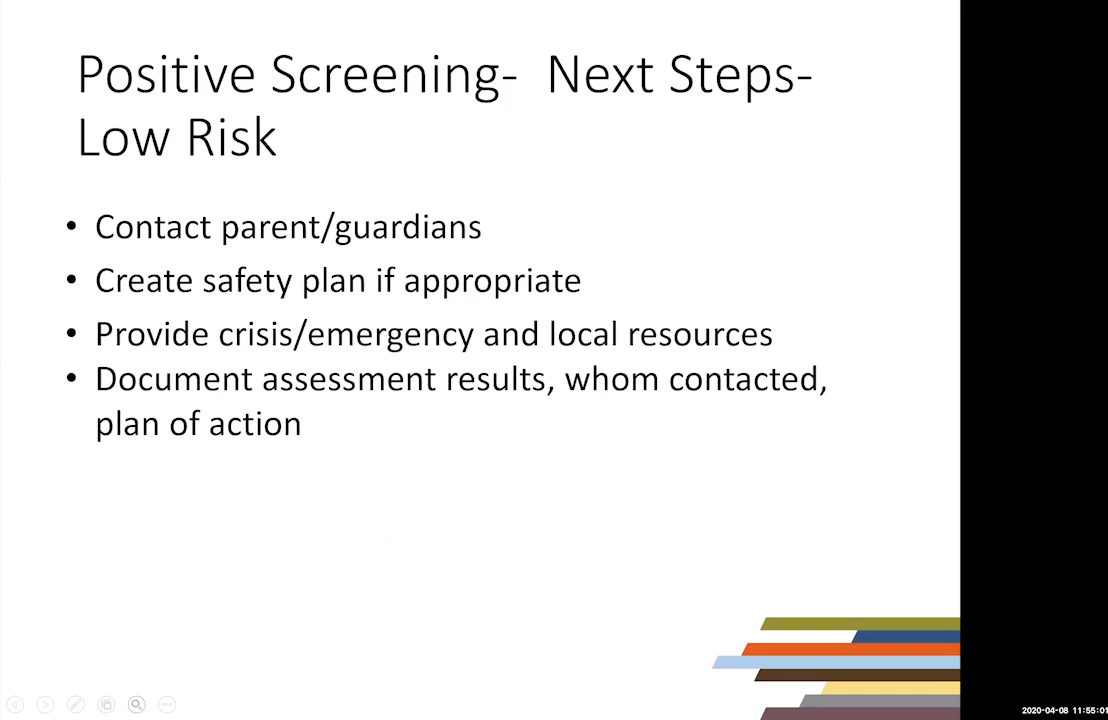 Positive Screening-  Next Steps-
Low Risk
• Contact parent/guardians
• Create safety plan if appropriate
• Provide crisis/emergency and local resources
• Document assessment results, whom contacted,
plan of action
2020-04-08 11:55:01